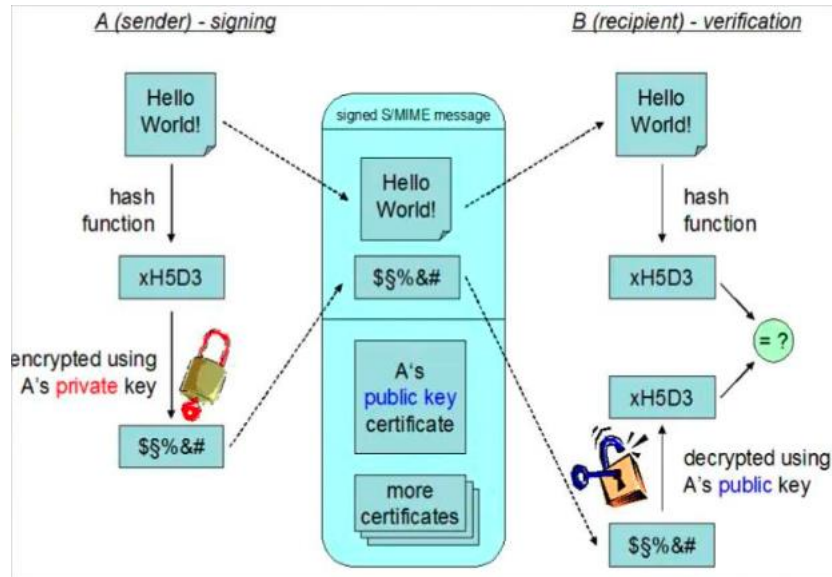 A (sender) - signing
Hello
World!
hash
function
xH5D3
encrypted using
A's private key
$§%&#
signed S/MIME message
Hello
World!
$§%&#
A's
public key
certificate
more
certificates
B (recipient) - verification
Hello
World!
hash
function
xH5D3
= ?
xH5D3
decrypted using
A's public key
$§%&#